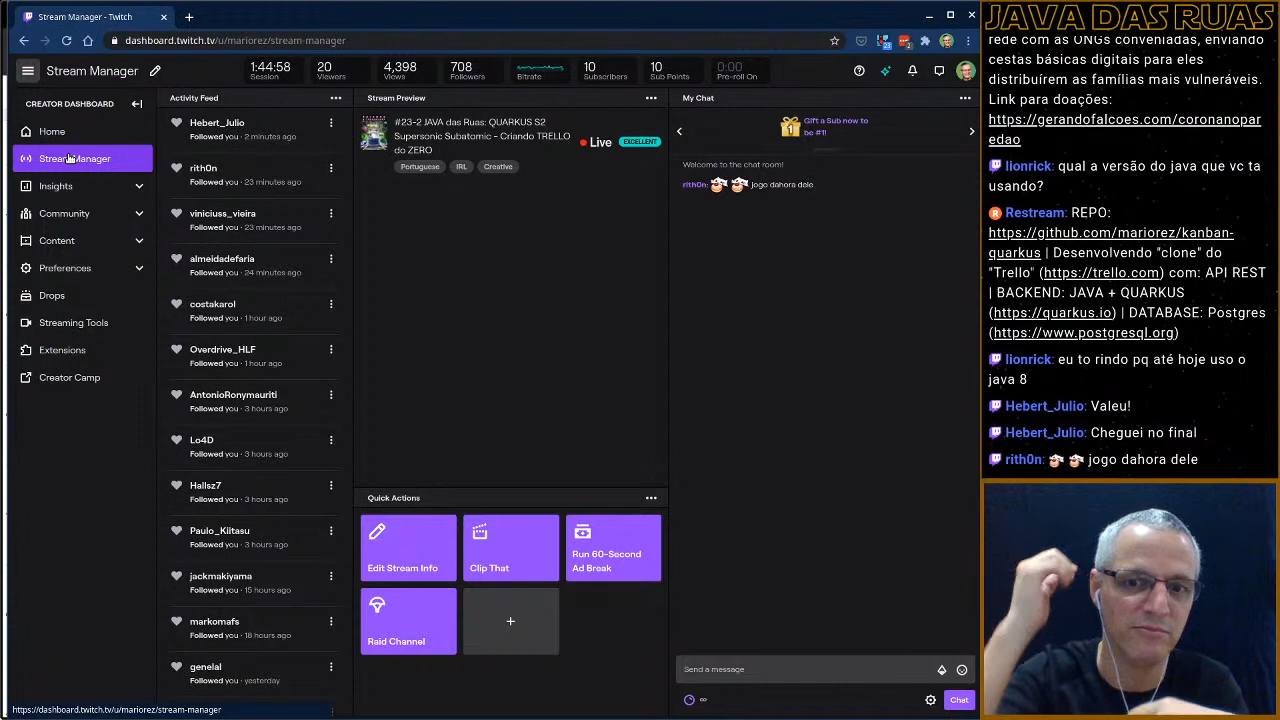 Stream Manager - Twitch
dashboard.twitch.tv/u/mariorez/stream-manager
Stream Manager
1:44:58
Session
20
Viewers
4,398
Views
708
Followers
Bitrate
10
Subscribers
10
Sub Points
0:00
Pre-roll On
CREATOR DASHBOARD
Home
Stream Manager
Insights
Community
Content
Preferences
Drops
Streaming Tools
Extensions
Creator Camp
https://dashboard.twitch.tv/u/mariorez/stream-manager
Activity Feed
Hebert_Julio
Followed you · 2 minutes ago
rith0n
Followed you · 23 minutes ago
viniciuss_vieira
Followed you · 23 minutes ago
almeidadefaria
Followed you · 24 minutes ago
costakarol
Followed you · 1 hour ago
Overdrive_HLF
Followed you · 1 hour ago
AntonioRonymauriti
Followed you · 3 hours ago
Lo4D
Followed you · 3 hours ago
Hallsz7
Followed you · 3 hours ago
Paulo_Kiitasu
Followed you · 3 hours ago
jackmakiyama
Followed you · 15 hours ago
markomafs
Followed you · 18 hours ago
genelal
Followed you · yesterday
Stream Preview
#23-2 JAVA das Ruas: QUARKUS S2
Supersonic Subatomic - Criando TRELLO
do ZERO
Live
EXCELLENT
Portuguese
IRL
Creative
Quick Actions
Edit Stream Info
Clip That
Run 60-Second
Ad Break
Raid Channel
My Chat
Gift a Sub now to
be #1!
Welcome to the chat room!
rith0n: jogo dahora dele
Send a message
Chat
JAVA DAS RUAS
rede com as ONGs conveniadas, enviando
cestas básicas digitais para eles
distribuírem as famílias mais vulneráveis.
Link para doações:
https://gerandofalcoes.com/coronanopar
edao
lionrick: qual a versão do java que vc ta
usando?
Restream: REPO:
https://github.com/mariorez/kanban-
quarkus | Desenvolvendo "clone" do
"Trello" (https://trello.com) com: API REST
| BACKEND: JAVA + QUARKUS
(https://quarkus.io) | DATABASE: Postgres
(https://www.postgresql.org)
lionrick: eu to rindo pq até hoje uso o
java 8
Hebert_Julio: Valeu!
Hebert_Julio: Cheguei no final
rith0n: jogo dahora dele